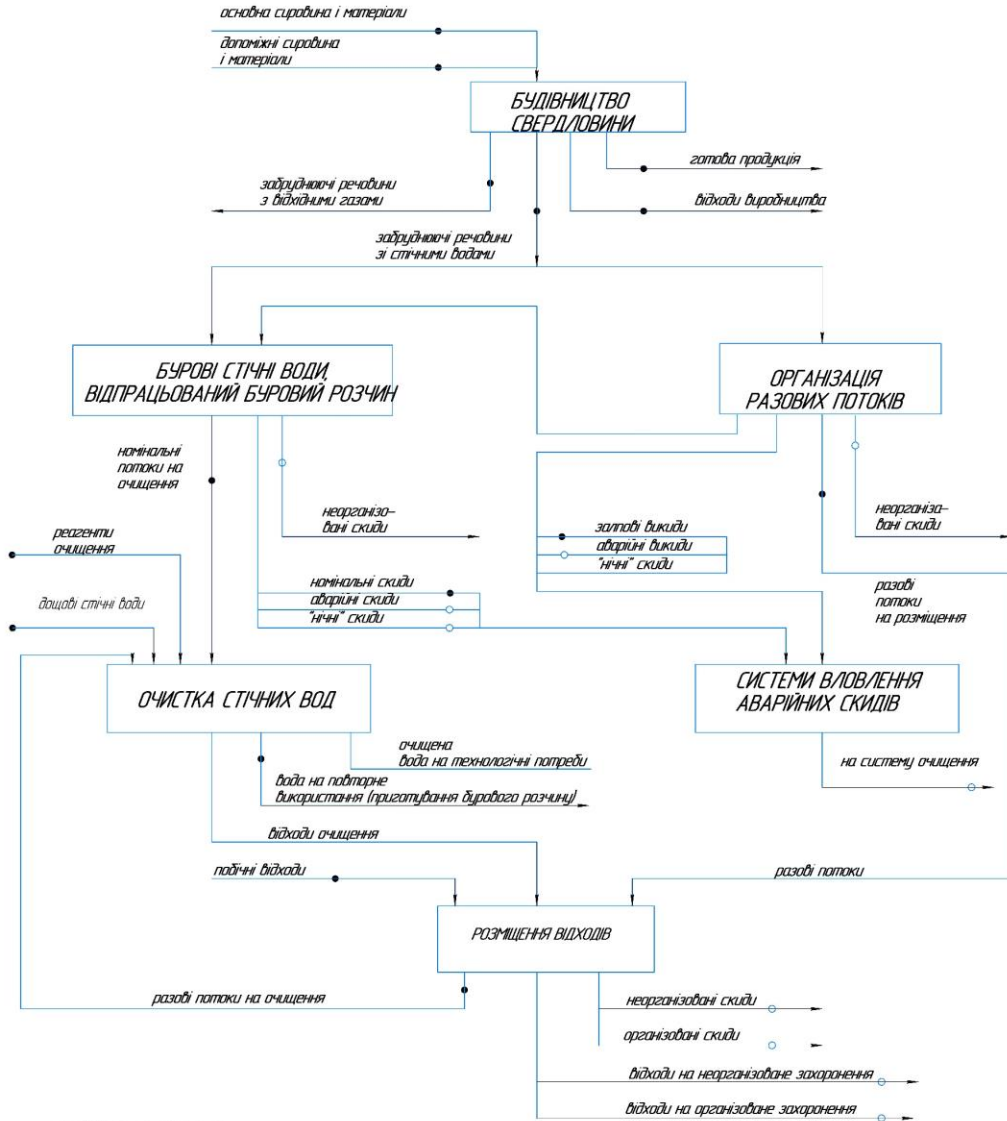 основна сировина і матеріали
допоміжні сировина
і матеріали
БУДІВНИЦТВО
СВЕРДЛОВИНИ
готова продукція
забруднюючі речовини
з відхідними газами
відходи виробництва
забруднюючі речовини
зі стічними водами
БУРОВІ СТІЧНІ ВОДИ,
ВІДПРАЦЬОВАНИЙ БУРОВИЙ РОЗЧИН
ОРГАНІЗАЦІЯ
РАЗОВИХ ПОТОКІВ
номінальні
потоки на
очищення
неорганізо-
вані скиди
залпові викиди
аварійні викиди
"нічні" скиди
неорганіза-
вані скиди
реагенти
очищення
номінальні скиди
аварійні скиди
"нічні" скиди
разові
потоки
на розміщення
дощові стічні води
ОЧИСТКА СТІЧНИХ ВОД
СИСТЕМИ ВЛОВЛЕННЯ
АВАРІЙНИХ СКИДІВ
очищена
вода на технологічні потреби
на систему очищення
вода на повторне
використання (приготування бурового розчину)
відходи очищення
побічні відходи
разові потоки
РОЗМІЩЕННЯ ВІДХОДІВ
разові потоки на очищення
неорганізовані скиди
організовані скиди
відходи на неорганізоване захоронення
відходи на організоване захоронення